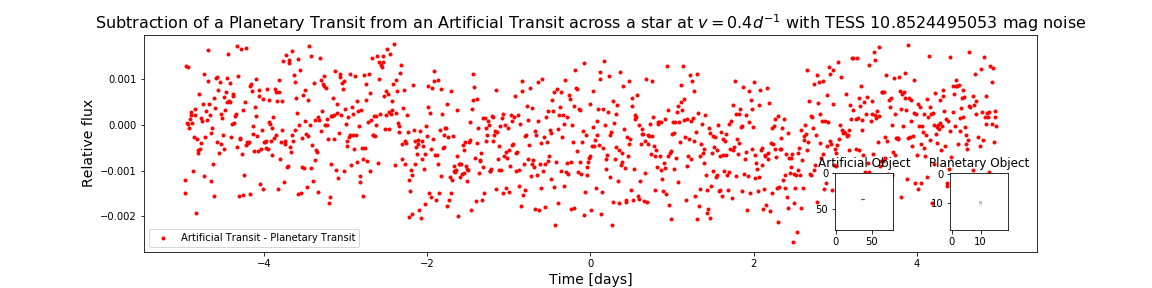 Subtraction of a Planetary Transit from an Artificial Transit across a star at v = 0.4d⁻¹ with TESS 10.8524495053 mag noise
Relative flux
0.001
0.000
−0.001
−0.002
Artificial Transit - Planetary Transit
Artificial Object
0
50
0 50
Planetary Object
0
10
0 10
−4 −2 0 2 4
Time [days]